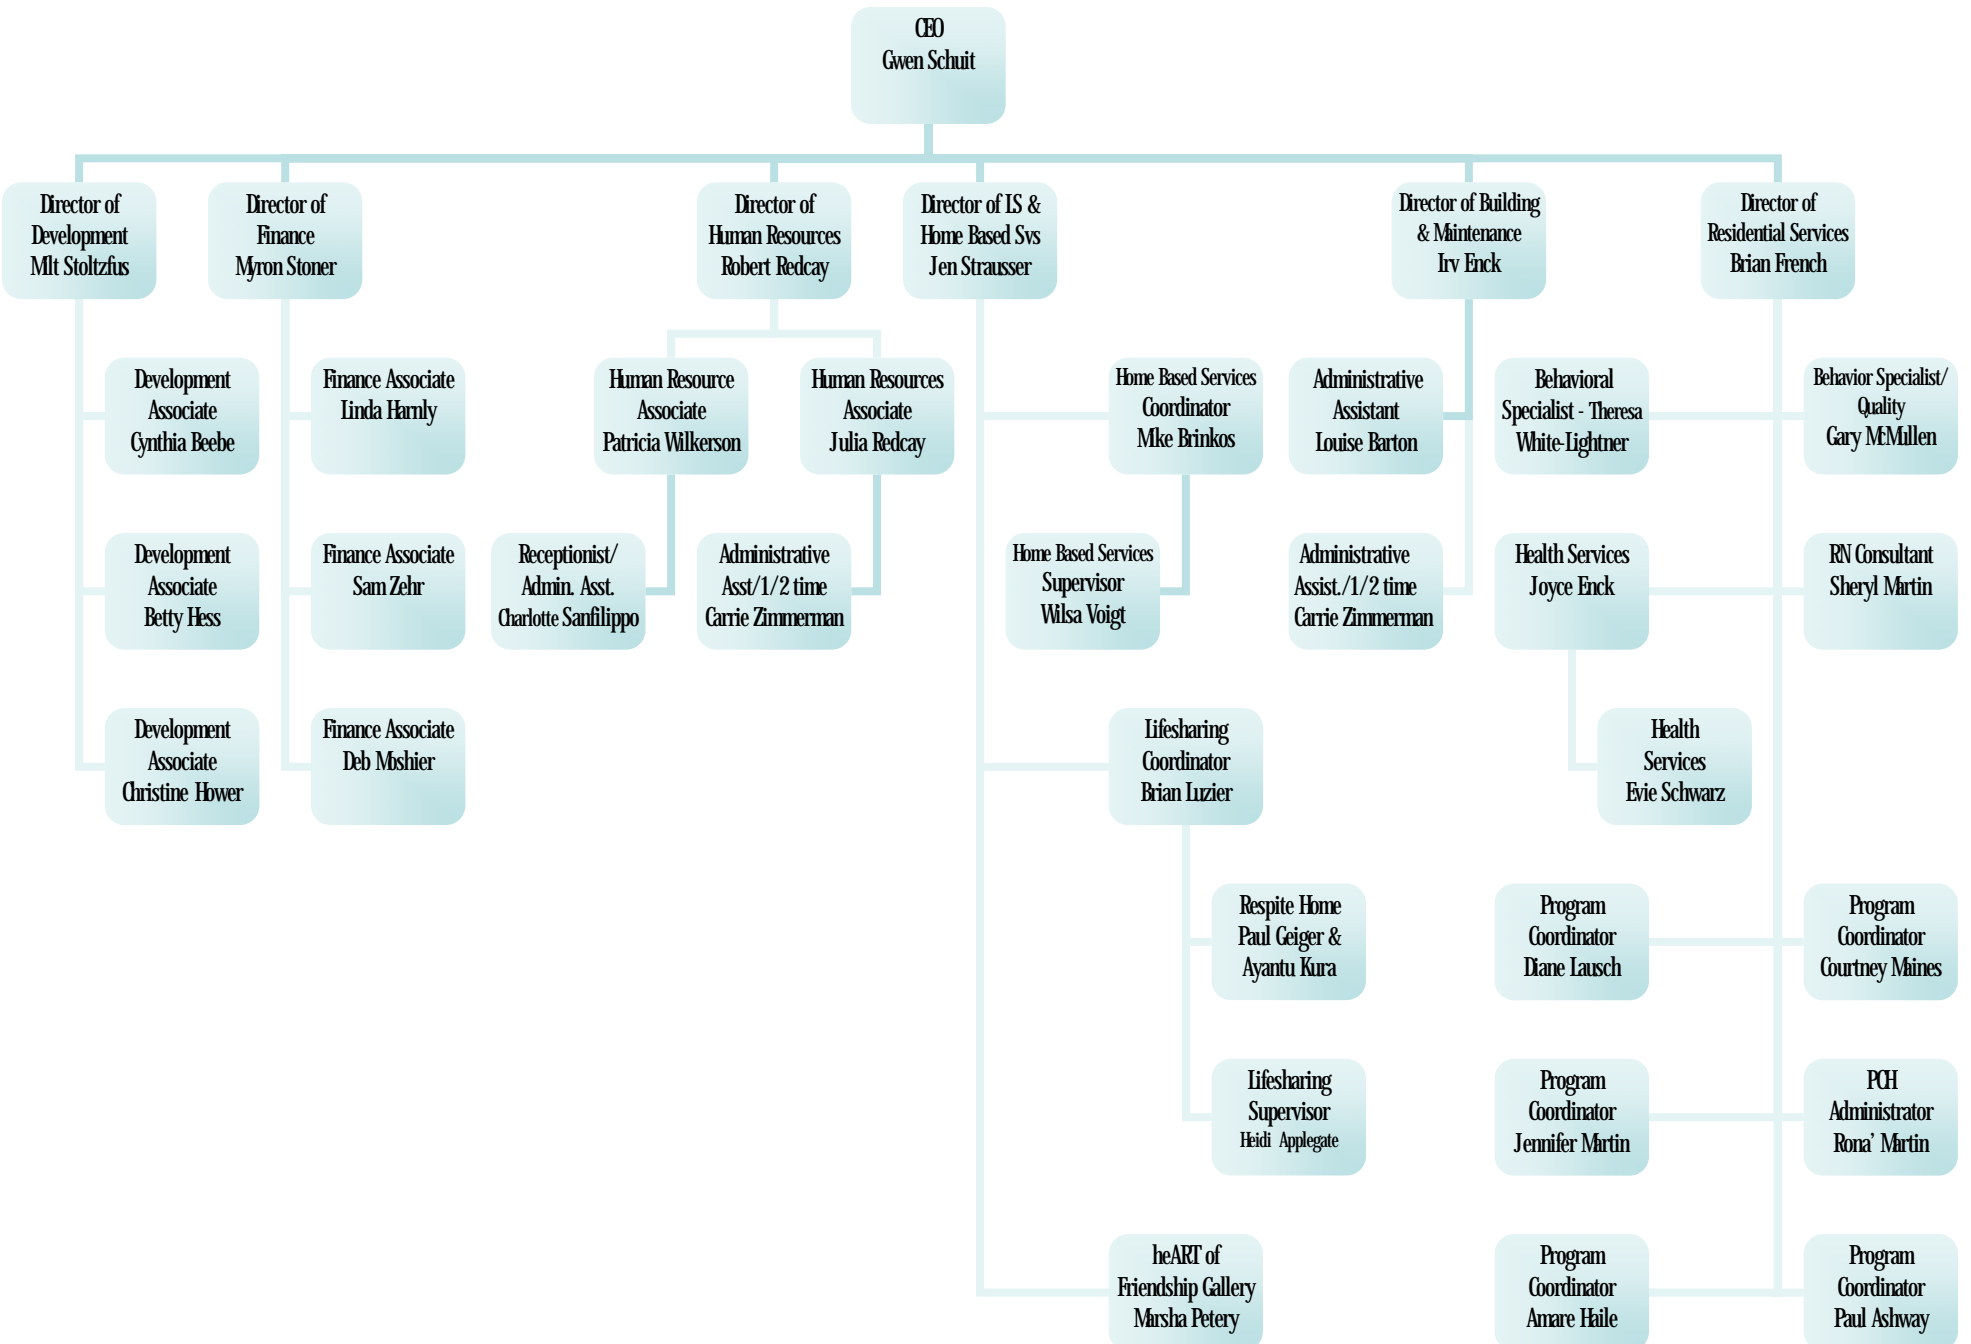 CEO
Gwen Schuit
Director of
Development
Milt Stoltzfus
Director of
Finance
Myron Stoner
Director of
Human Resources
Robert Redcay
Director of LS &
Home Based Svs
Jen Strausser
Director of Building
& Maintenance
Irv Enck
Director of
Residential Services
Brian French
Development
Associate
Cynthia Beebe
Finance Associate
Linda Harnly
Human Resource
Associate
Patricia Wilkerson
Human Resources
Associate
Julia Redcay
Home Based Services
Coordinator
Mike Brinkos
Administrative
Assistant
Louise Barton
Behavioral
Specialist - Theresa
White-Lightner
Behavior Specialist/
Quality
Gary McMullen
Development
Associate
Betty Hess
Finance Associate
Sam Zehr
Receptionist/
Admin. Asst.
Charlotte Sanfilippo
Administrative
Asst/1/2 time
Carrie Zimmerman
Home Based Services
Supervisor
Wilsa Voigt
Administrative
Assist./1/2 time
Carrie Zimmerman
Health Services
Joyce Enck
RN Consultant
Sheryl Martin
Development
Associate
Christine Hower
Finance Associate
Deb Moshier
Lifesharing
Coordinator
Brian Luzier
Health
Services
Evie Schwarz
Respite Home
Paul Geiger &
Ayantu Kura
Program
Coordinator
Diane Lausch
Program
Coordinator
Courtney Maines
Lifesharing
Supervisor
Heidi Applegate
Program
Coordinator
Jennifer Martin
PCH
Administrator
Rona' Martin
heART of
Friendship Gallery
Marsha Petery
Program
Coordinator
Amare Haile
Program
Coordinator
Paul Ashway